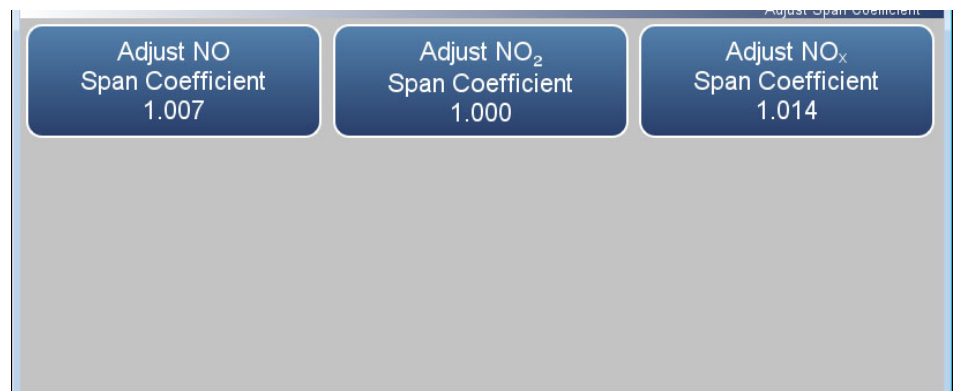 Adjust Span Coefficient
Adjust NO
Span Coefficient
1.007
Adjust NO₂
Span Coefficient
1.000
Adjust NOₓ
Span Coefficient
1.014